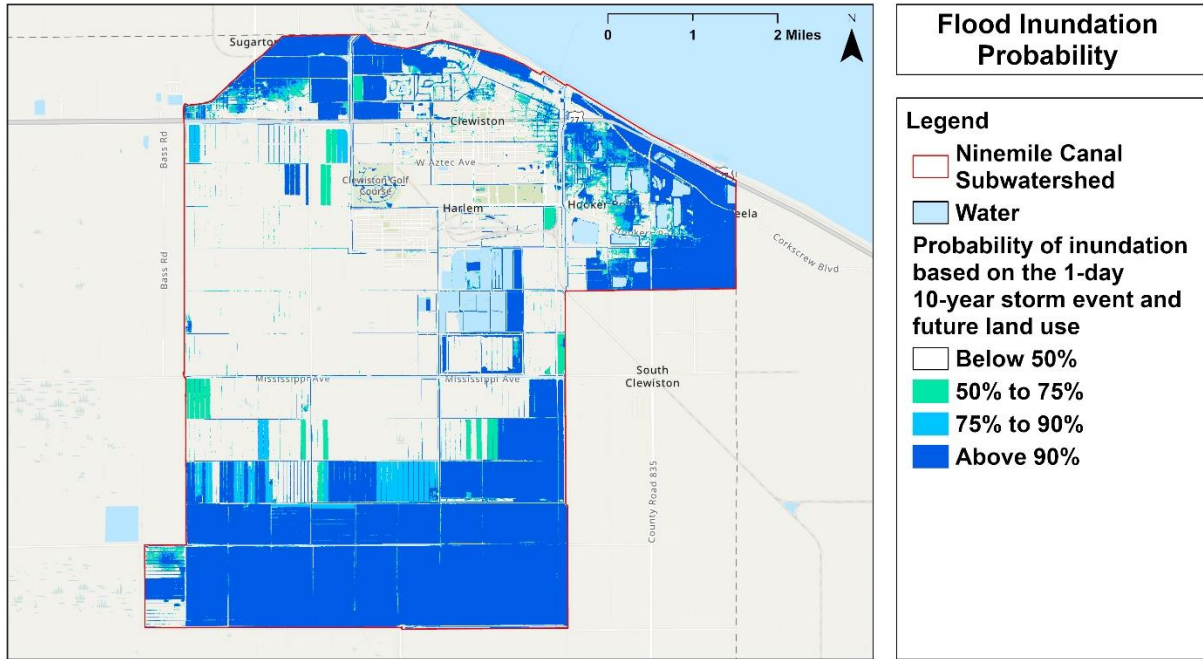 Sugarton
0 1 2 Miles
N
Clewiston
27
Bass Rd
W Aztec Ave
Clewiston Golf
Course
Harlem
Hooker
eela
Corkscrew Blvd
Bass Rd
South
Clewiston
Mississippi Ave
Mississippi Ave
County Road 835
Flood Inundation
Probability
Legend
Ninemile Canal
Subwatershed
Water
Probability of inundation
based on the 1-day
10-year storm event and
future land use
Below 50%
50% to 75%
75% to 90%
Above 90%